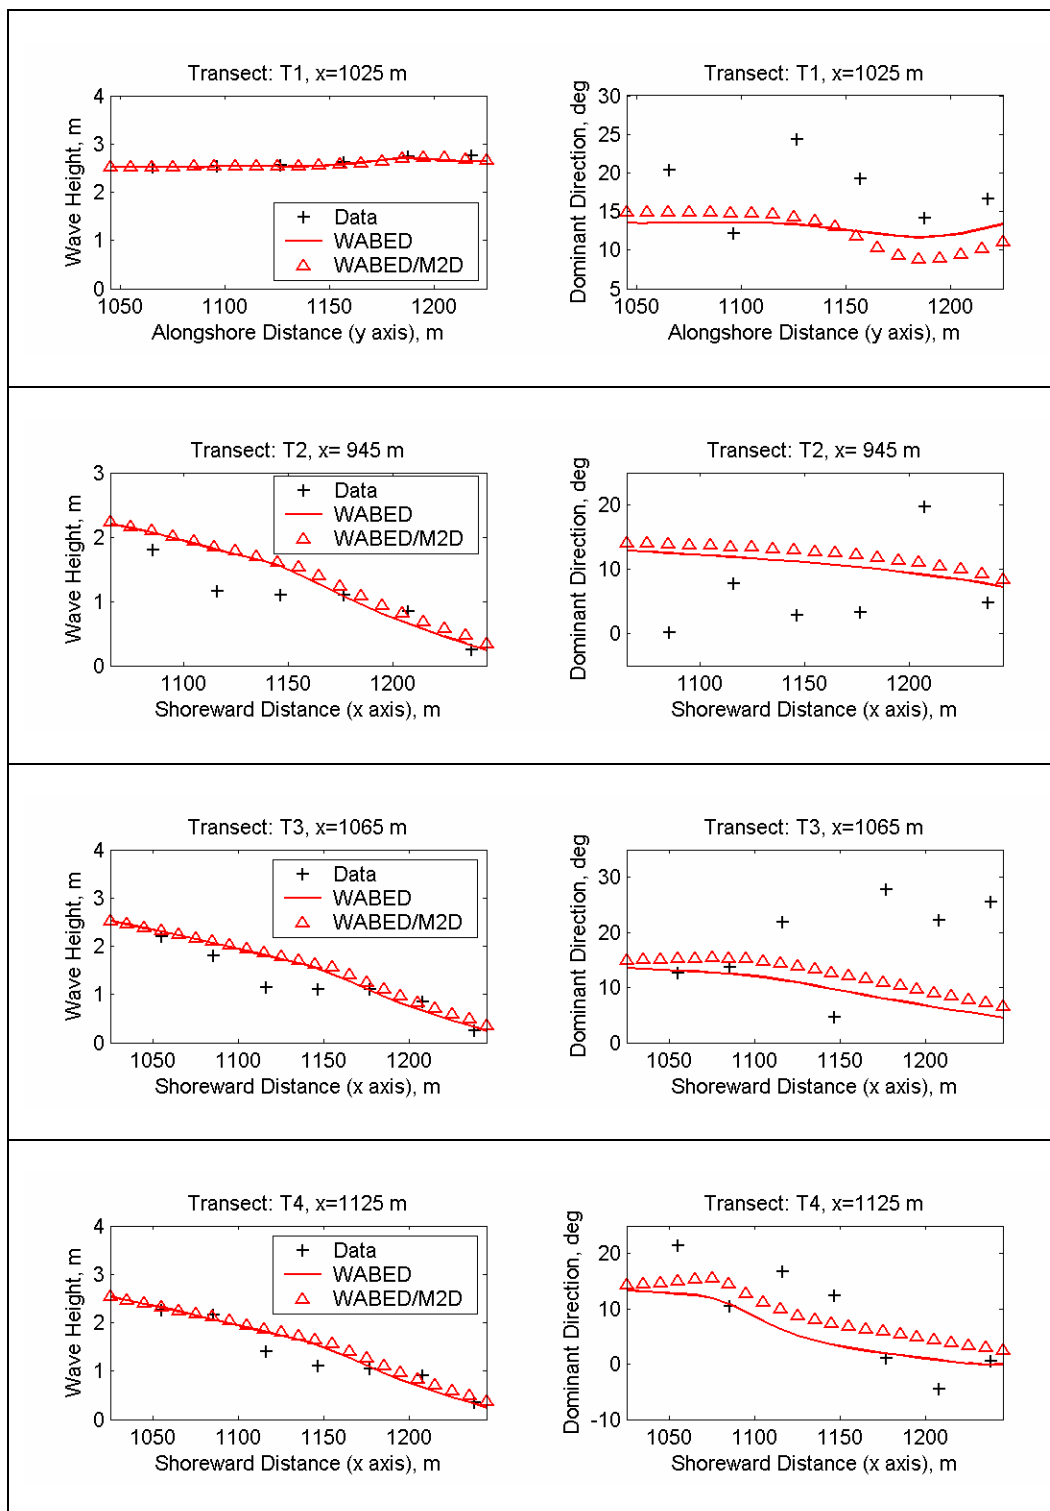 Transect: T1, x=1025 m
Wave Height, m
4
3
2
1
0
Data
WABED
WABED/M2D
1050 1100 1150 1200
Alongshore Distance (y axis), m
Transect: T1, x=1025 m
Dominant Direction, deg
30
25
20
15
10
5
1050 1100 1150 1200
Alongshore Distance (y axis), m
Transect: T2, x= 945 m
Wave Height, m
3
2
1
0
Data
WABED
WABED/M2D
1100 1150 1200
Shoreward Distance (x axis), m
Transect: T2, x= 945 m
Dominant Direction, deg
20
10
0
1100 1150 1200
Shoreward Distance (x axis), m
Transect: T3, x=1065 m
Wave Height, m
4
3
2
1
0
Data
WABED
WABED/M2D
1050 1100 1150 1200
Shoreward Distance (x axis), m
Transect: T3, x=1065 m
Dominant Direction, deg
30
20
10
0
1050 1100 1150 1200
Shoreward Distance (x axis), m
Transect: T4, x=1125 m
Wave Height, m
4
3
2
1
0
Data
WABED
WABED/M2D
1050 1100 1150 1200
Shoreward Distance (x axis), m
Transect: T4, x=1125 m
Dominant Direction, deg
20
10
0
-10
1050 1100 1150 1200
Shoreward Distance (x axis), m